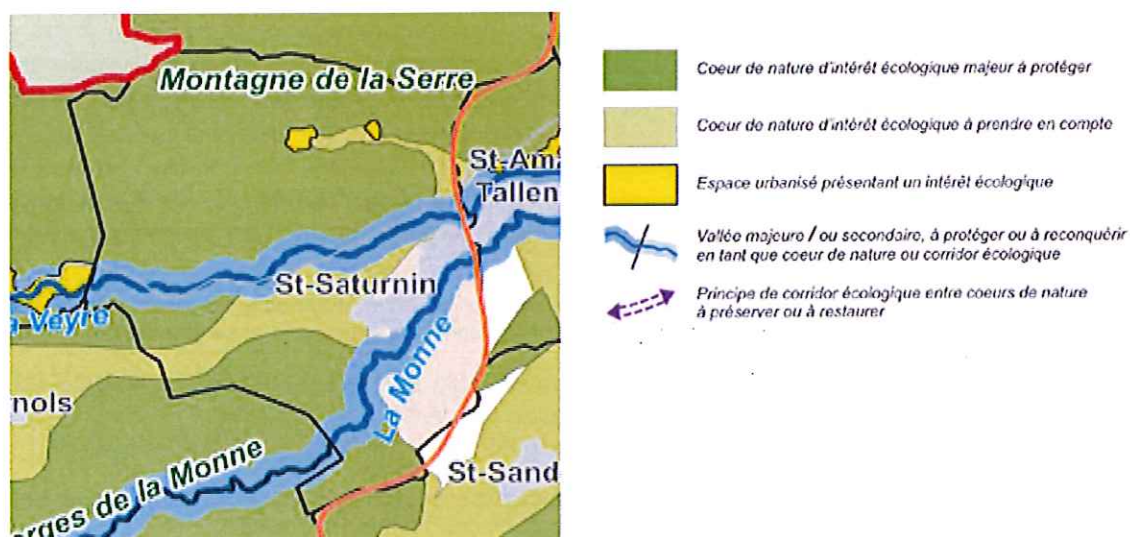 Montagne de la Serre
St-Ama
Tallen
St-Saturnin
a Veyre
La Monne
nols
St-Sand
orges de la Monne
Coeur de nature d'intérêt écologique majeur à protéger
Coeur de nature d'intérêt écologique à prendre en compte
Espace urbanisé présentant un intérêt écologique
Vallée majeure / ou secondaire, à protéger ou à reconquérir
en tant que coeur de nature ou corridor écologique
Principe de corridor écologique entre coeurs de nature
à préserver ou à restaurer